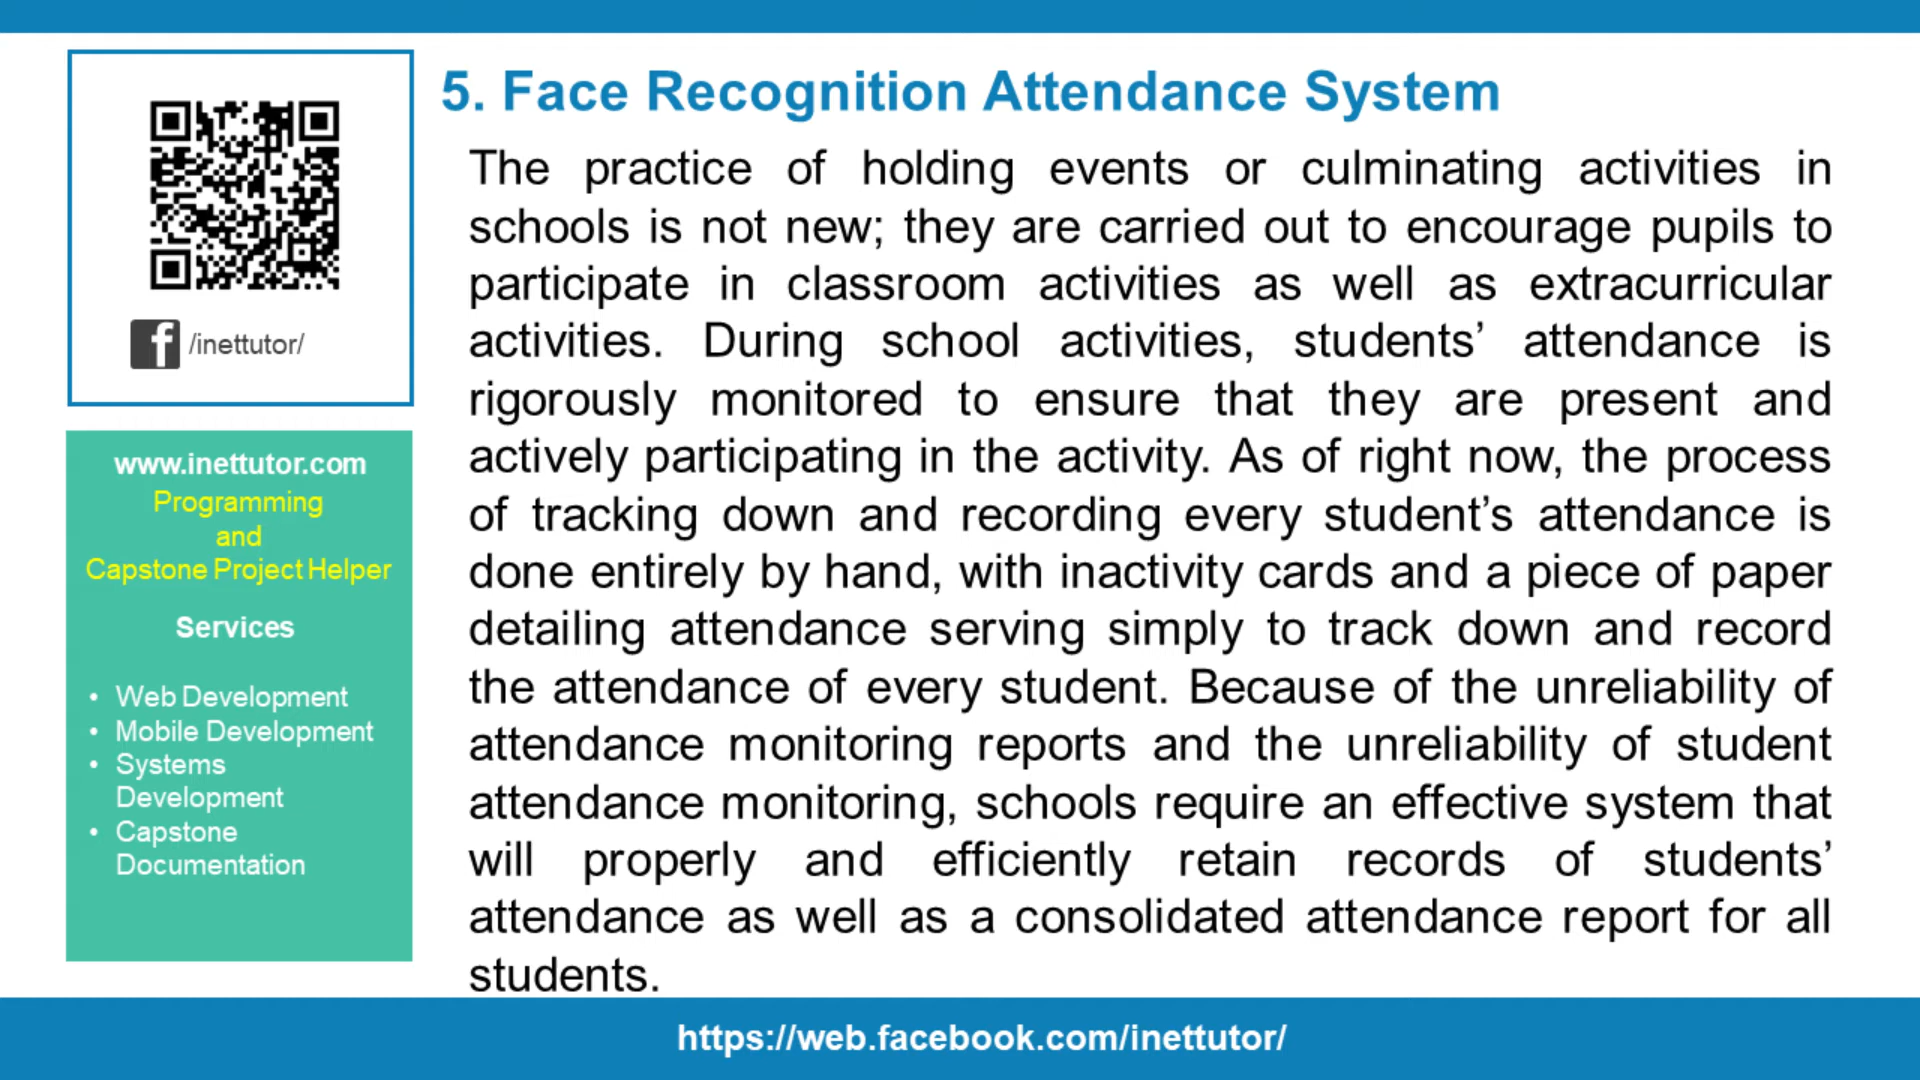 5. Face Recognition Attendance System
The practice of holding events or culminating activities in
schools is not new; they are carried out to encourage pupils to
participate in classroom activities as well as extracurricular
activities. During school activities, students’ attendance is
rigorously monitored to ensure that they are present and
actively participating in the activity. As of right now, the process
of tracking down and recording every student’s attendance is
done entirely by hand, with inactivity cards and a piece of paper
detailing attendance serving simply to track down and record
the attendance of every student. Because of the unreliability of
attendance monitoring reports and the unreliability of student
attendance monitoring, schools require an effective system that
will properly and efficiently retain records of students’
attendance as well as a consolidated attendance report for all
students.
f /inettutor/
www.inettutor.com
Programming
and
Capstone Project Helper
Services
• Web Development
• Mobile Development
• Systems
Development
• Capstone
Documentation
https://web.facebook.com/inettutor/